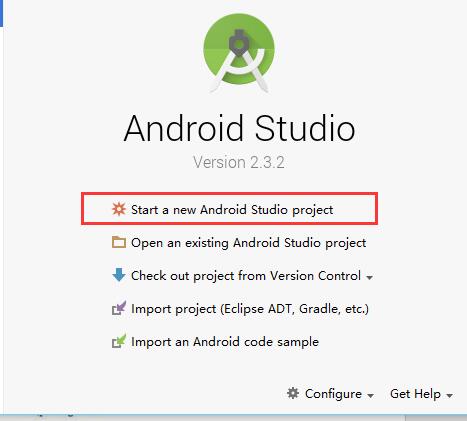 Android Studio
Version 2.3.2
Start a new Android Studio project
Open an existing Android Studio project
Check out project from Version Control
Import project (Eclipse ADT, Gradle, etc.)
Import an Android code sample
Configure Get Help